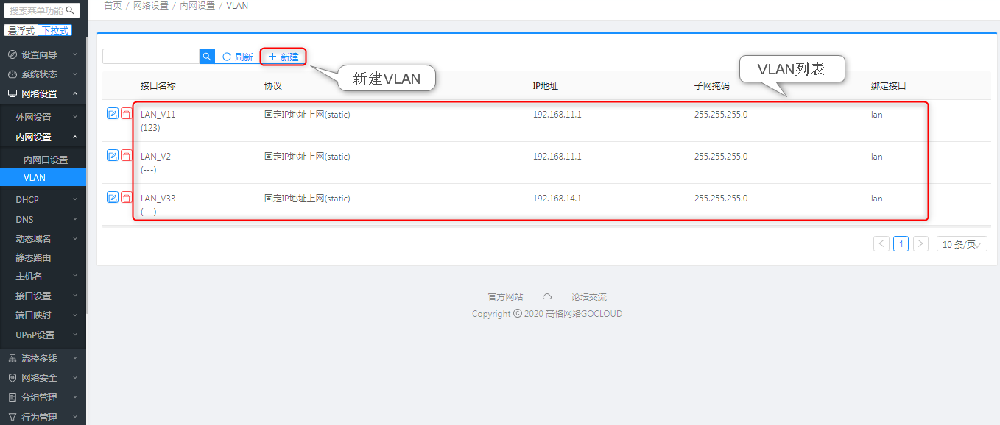 搜索菜单功能
悬浮式 下拉式
设置向导
系统状态
网络设置
外网设置
内网设置
内网口设置
VLAN
DHCP
DNS
动态域名
静态路由
主机名
接口设置
端口映射
UPnP设置
流控多线
网络安全
分组管理
行为管理
首页 / 网络设置 / 内网设置 / VLAN
刷新 新建
新建VLAN
VLAN列表
接口名称 协议 IP地址 子网掩码 绑定接口
LAN_V11 固定IP地址上网(static) 192.168.11.1 255.255.255.0 lan
(123)
LAN_V2 固定IP地址上网(static) 192.168.11.1 255.255.255.0 lan
(---)
LAN_V33 固定IP地址上网(static) 192.168.14.1 255.255.255.0 lan
(---)
< 1 > 10 条/页
官方网站 论坛交流
Copyright © 2020 高恪网络GOCLOUD